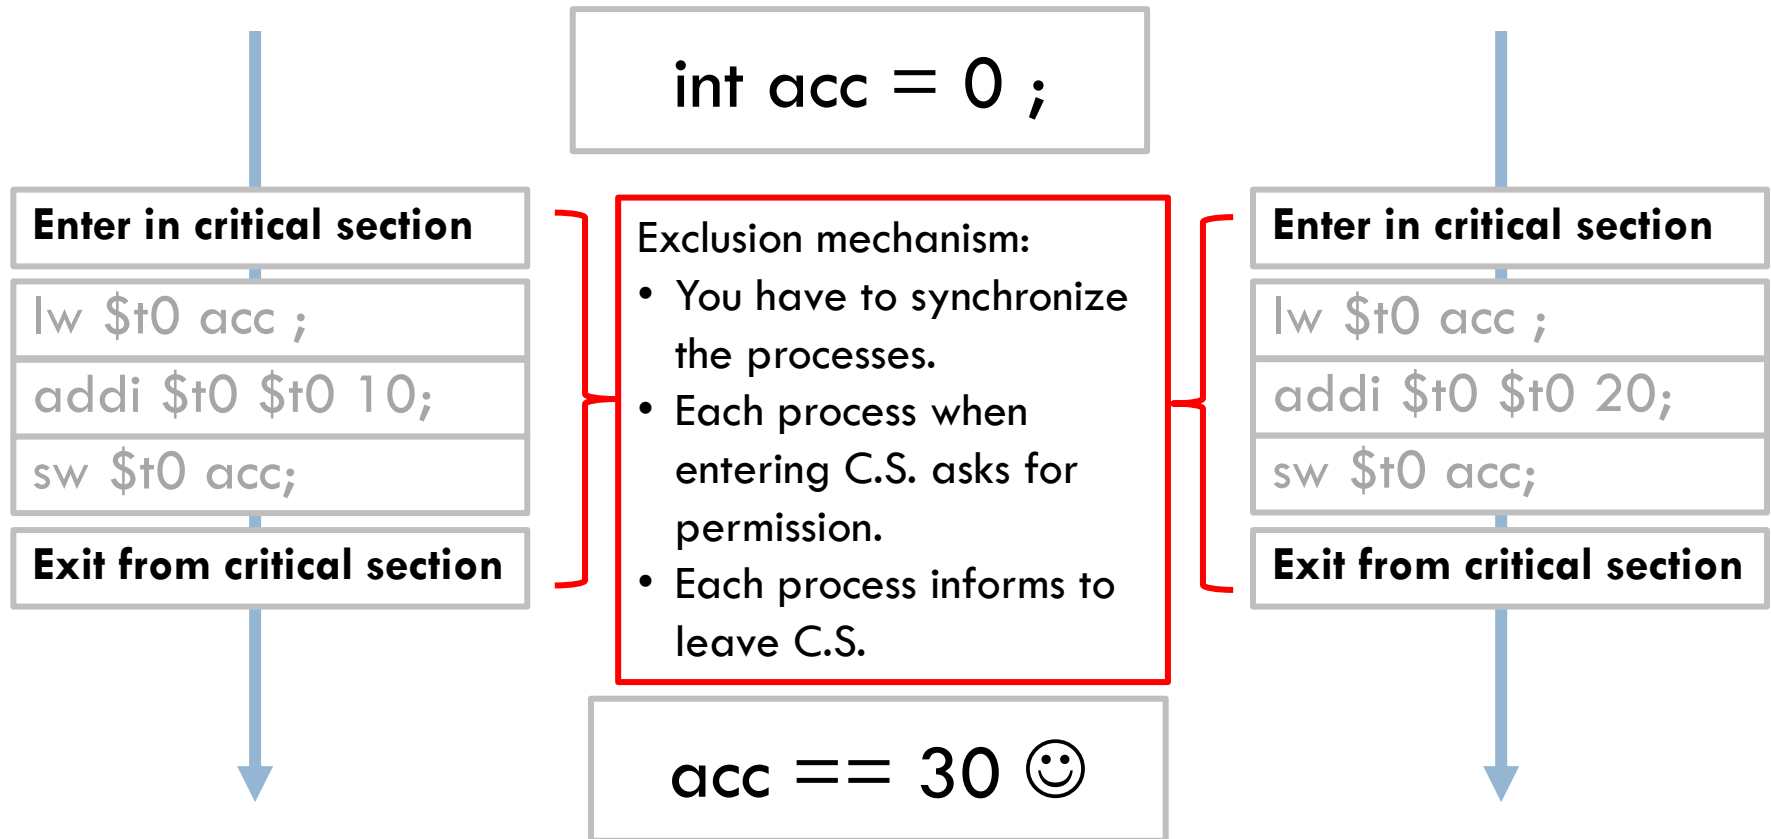 int acc = 0 ;
Enter in critical section
lw $t0 acc ;
addi $t0 $t0 10;
sw $t0 acc;
Exit from critical section
Exclusion mechanism:
• You have to synchronize
the processes.
• Each process when
entering C.S. asks for
permission.
• Each process informs to
leave C.S.
Enter in critical section
lw $t0 acc ;
addi $t0 $t0 20;
sw $t0 acc;
Exit from critical section
acc == 30 ☺